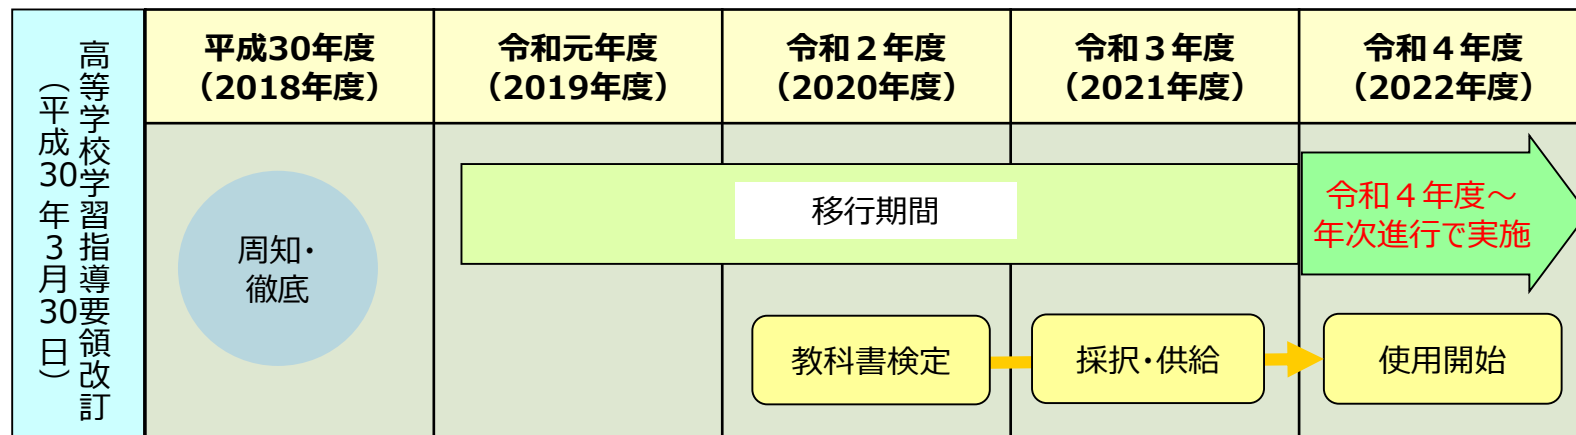 高等学校学習指導要領改訂
（平成30年３月30日）
平成30年度
（2018年度）
令和元年度
（2019年度）
令和２年度
（2020年度）
令和３年度
（2021年度）
令和４年度
（2022年度）
周知・
徹底
移行期間
令和４年度～
年次進行で実施
教科書検定
採択・供給
使用開始